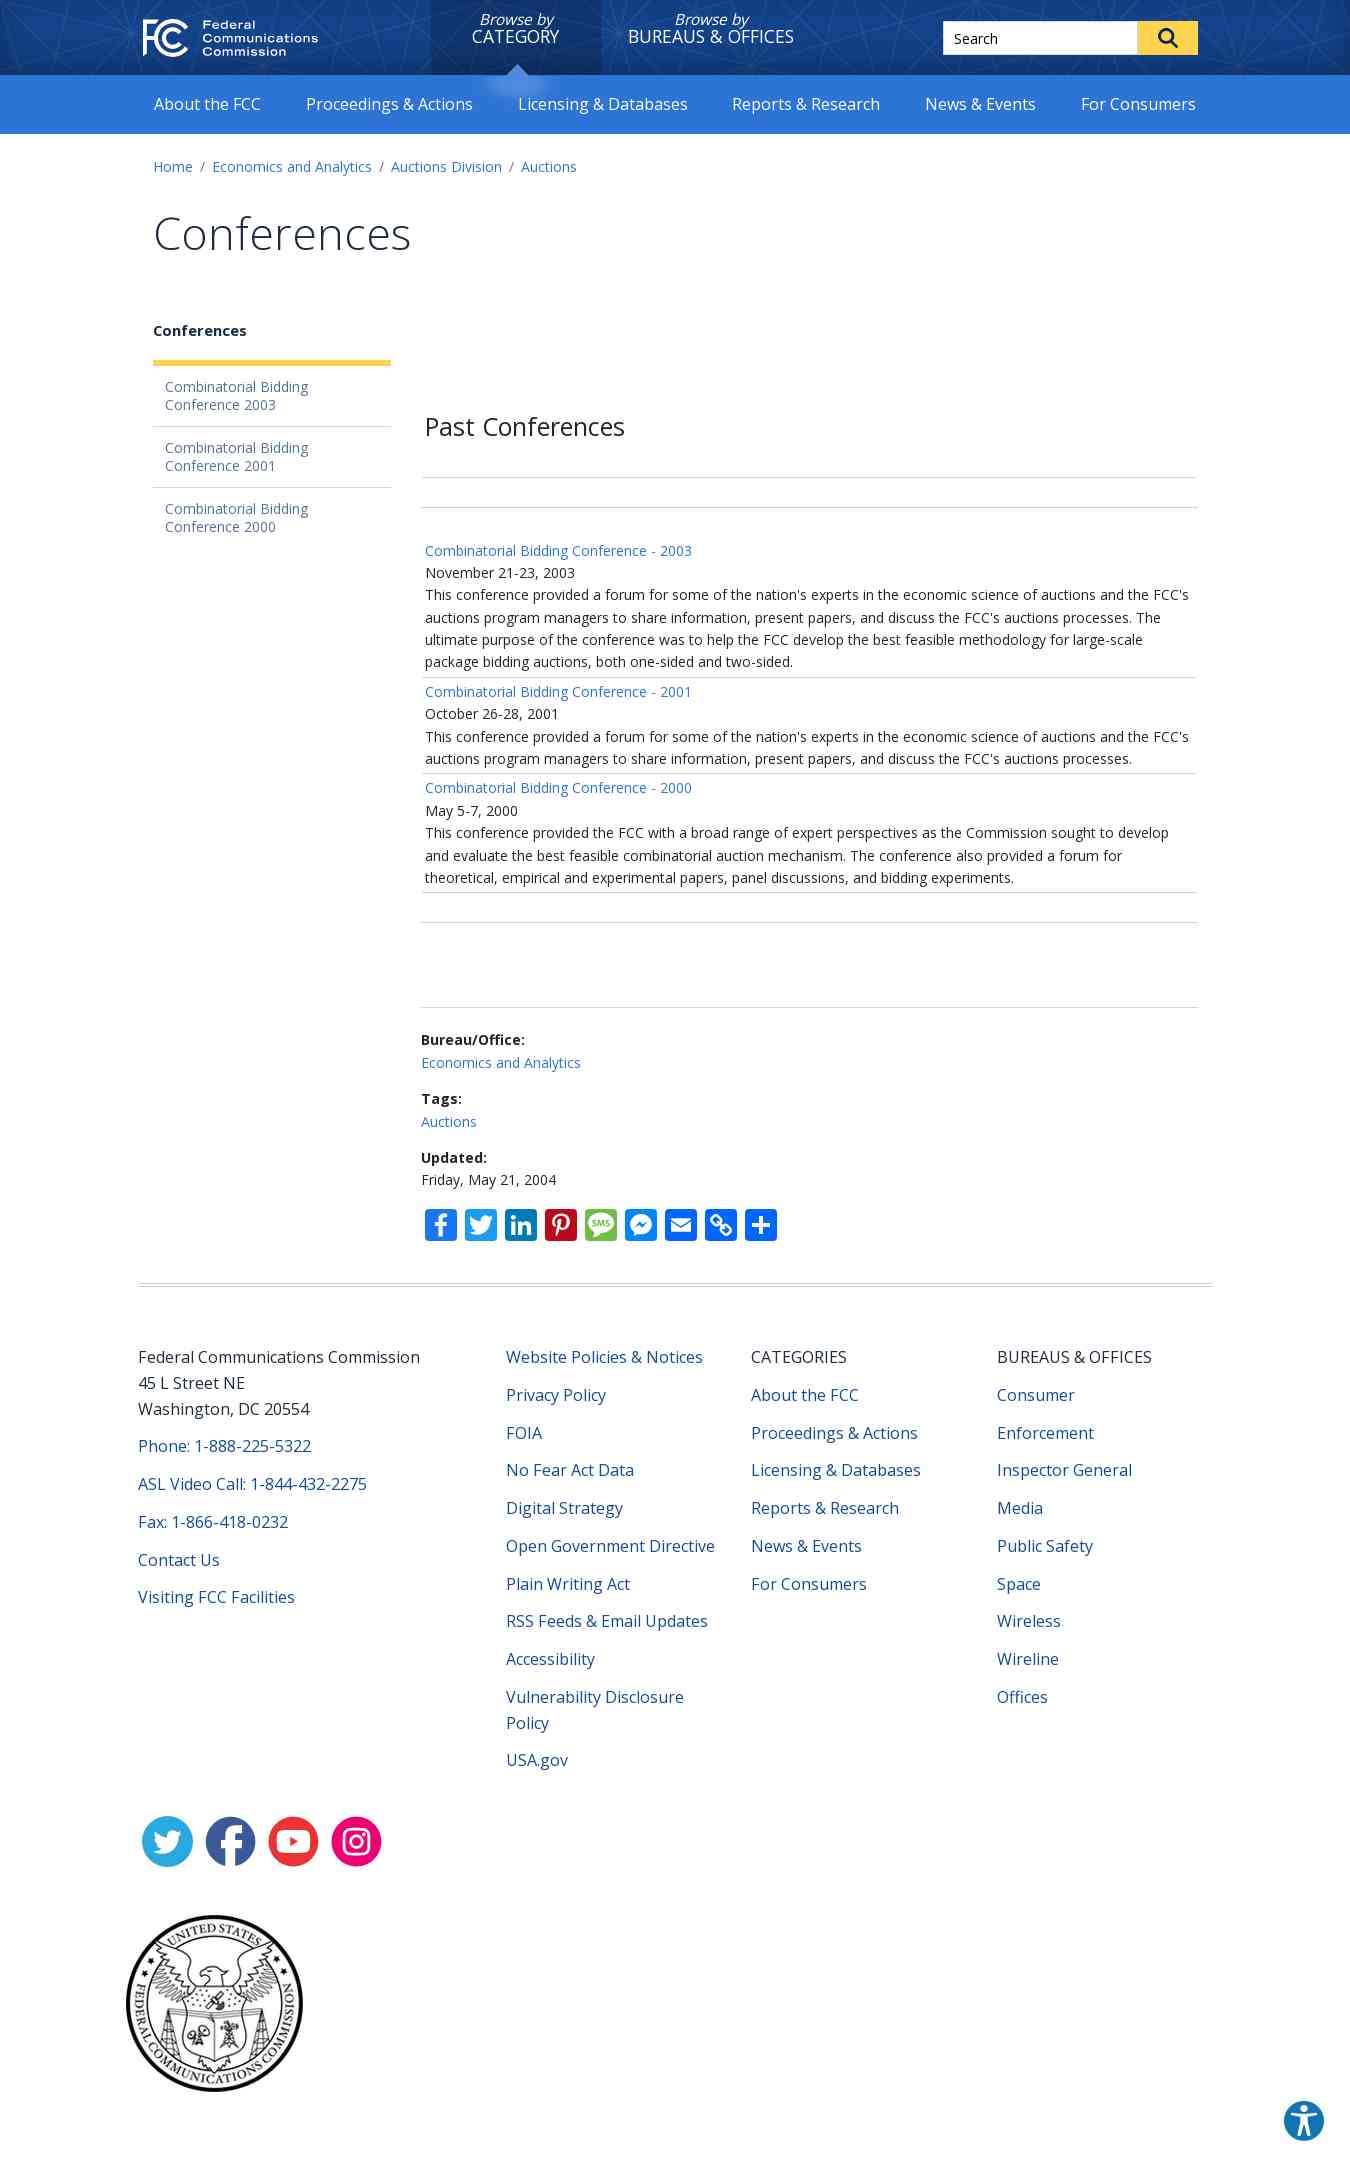 Federal
Communications
Commission
Browse by
CATEGORY
Browse by
BUREAUS & OFFICES
Search
About the FCC
Proceedings & Actions
Licensing & Databases
Reports & Research
News & Events
For Consumers
Home / Economics and Analytics / Auctions Division / Auctions
Conferences
Conferences
Combinatorial Bidding
Conference 2003
Combinatorial Bidding
Conference 2001
Combinatorial Bidding
Conference 2000
Past Conferences
Combinatorial Bidding Conference - 2003
November 21-23, 2003
This conference provided a forum for some of the nation's experts in the economic science of auctions and the FCC's
auctions program managers to share information, present papers, and discuss the FCC's auctions processes. The
ultimate purpose of the conference was to help the FCC develop the best feasible methodology for large-scale
package bidding auctions, both one-sided and two-sided.
Combinatorial Bidding Conference - 2001
October 26-28, 2001
This conference provided a forum for some of the nation's experts in the economic science of auctions and the FCC's
auctions program managers to share information, present papers, and discuss the FCC's auctions processes.
Combinatorial Bidding Conference - 2000
May 5-7, 2000
This conference provided the FCC with a broad range of expert perspectives as the Commission sought to develop
and evaluate the best feasible combinatorial auction mechanism. The conference also provided a forum for
theoretical, empirical and experimental papers, panel discussions, and bidding experiments.
Bureau/Office:
Economics and Analytics
Tags:
Auctions
Updated:
Friday, May 21, 2004
SMS
Federal Communications Commission
45 L Street NE
Washington, DC 20554
Phone: 1-888-225-5322
ASL Video Call: 1-844-432-2275
Fax: 1-866-418-0232
Contact Us
Visiting FCC Facilities
Website Policies & Notices
Privacy Policy
FOIA
No Fear Act Data
Digital Strategy
Open Government Directive
Plain Writing Act
RSS Feeds & Email Updates
Accessibility
Vulnerability Disclosure
Policy
USA.gov
CATEGORIES
About the FCC
Proceedings & Actions
Licensing & Databases
Reports & Research
News & Events
For Consumers
BUREAUS & OFFICES
Consumer
Enforcement
Inspector General
Media
Public Safety
Space
Wireless
Wireline
Offices
UNITED STATES
FEDERAL COMMUNICATIONS COMMISSION